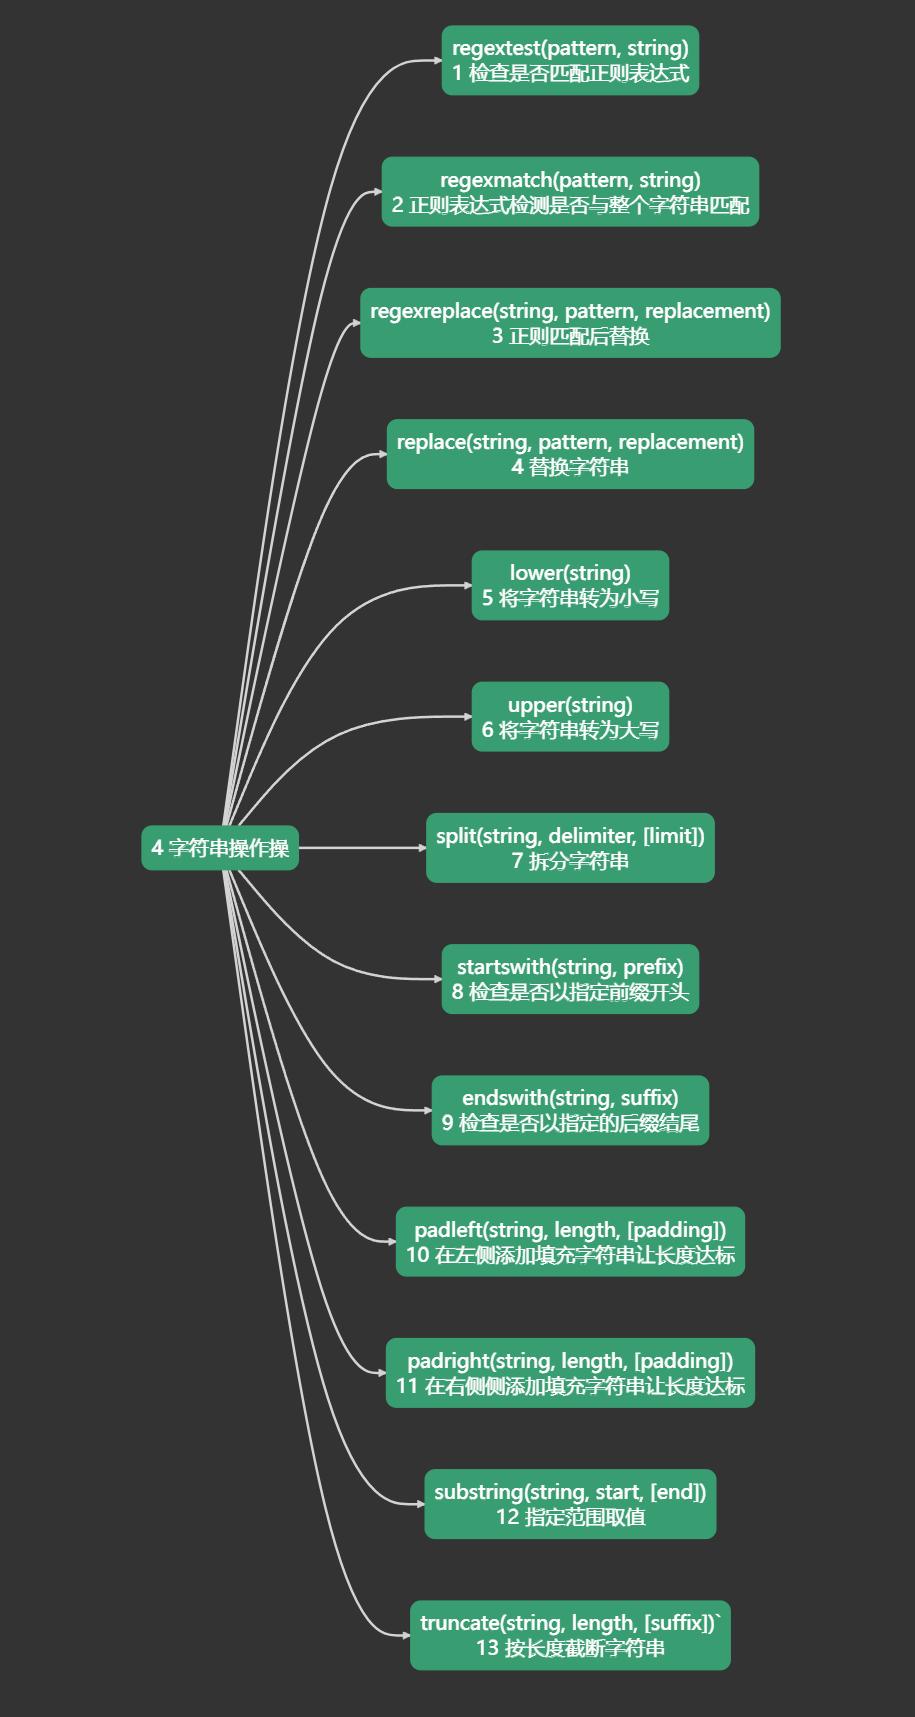 regextest(pattern, string)
1 检查是否匹配正则表达式
regexmatch(pattern, string)
2 正则表达式检测是否与整个字符串匹配
regexreplace(string, pattern, replacement)
3 正则匹配后替换
replace(string, pattern, replacement)
4 替换字符串
lower(string)
5 将字符串转为小写
upper(string)
6 将字符串转为大写
4 字符串操作操
split(string, delimiter, [limit])
7 拆分字符串
startswith(string, prefix)
8 检查是否以指定前缀开头
endswith(string, suffix)
9 检查是否以指定的后缀结尾
padleft(string, length, [padding])
10 在左侧添加填充字符串让长度达标
padright(string, length, [padding])
11 在右侧侧添加填充字符串让长度达标
substring(string, start, [end])
12 指定范围取值
truncate(string, length, [suffix])`
13 按长度截断字符串